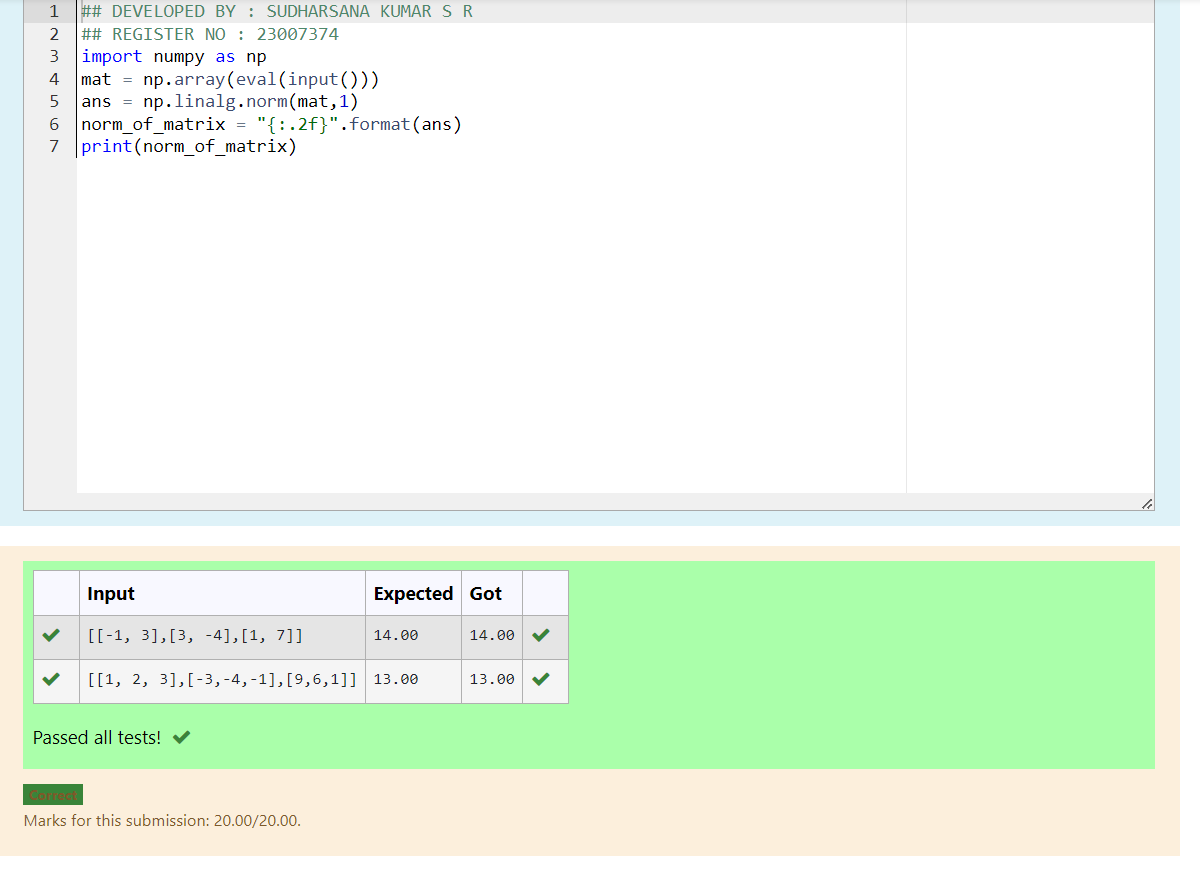 1 ## DEVELOPED BY : SUDHARSANA KUMAR S R
2 ## REGISTER NO : 23007374
3 import numpy as np
4 mat = np.array(eval(input()))
5 ans = np.linalg.norm(mat,1)
6 norm_of_matrix = "{:.2f}".format(ans)
7 print(norm_of_matrix)
Input Expected Got
[[-1, 3],[3, -4],[1, 7]] 14.00 14.00
[[1, 2, 3],[-3,-4,-1],[9,6,1]] 13.00 13.00
Passed all tests!
Correct
Marks for this submission: 20.00/20.00.